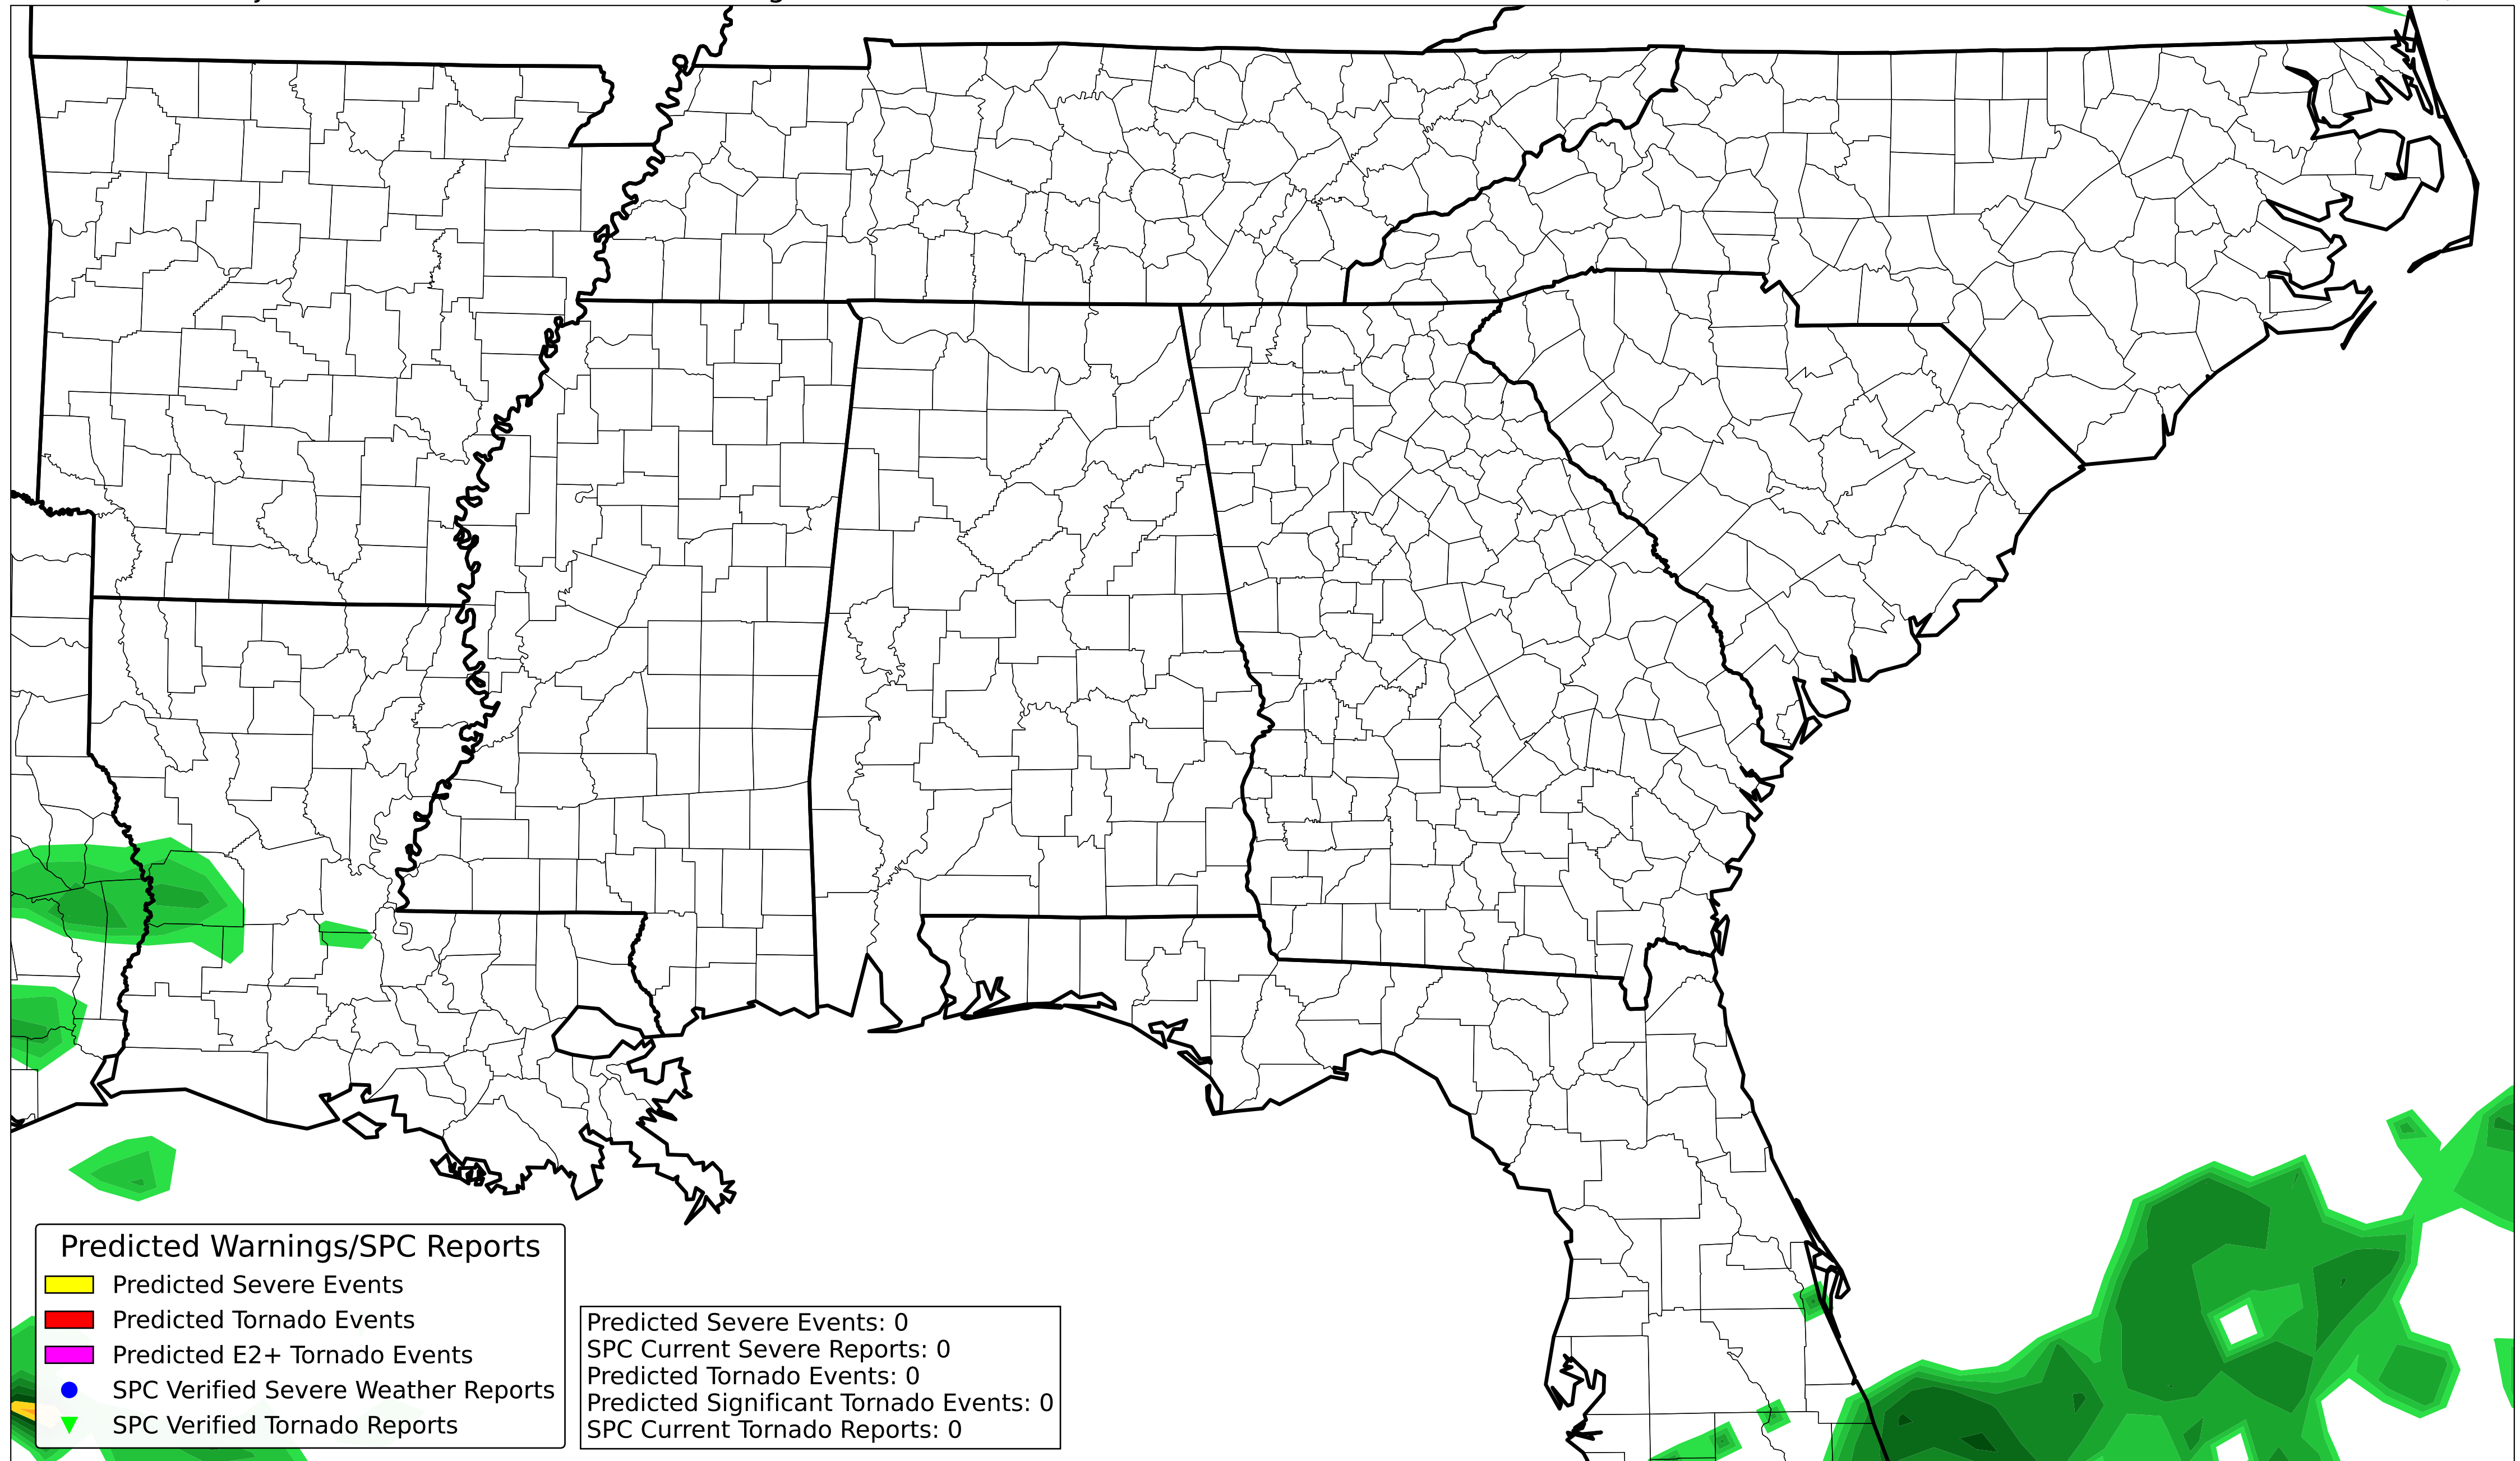 Predicted Warnings/SPC Reports
Predicted Severe Events
Predicted Tornado Events
Predicted E2+ Tornado Events
SPC Verified Severe Weather Reports
SPC Verified Tornado Reports
Predicted Severe Events: 0
SPC Current Severe Reports: 0
Predicted Tornado Events: 0
Predicted Significant Tornado Events: 0
SPC Current Tornado Reports: 0